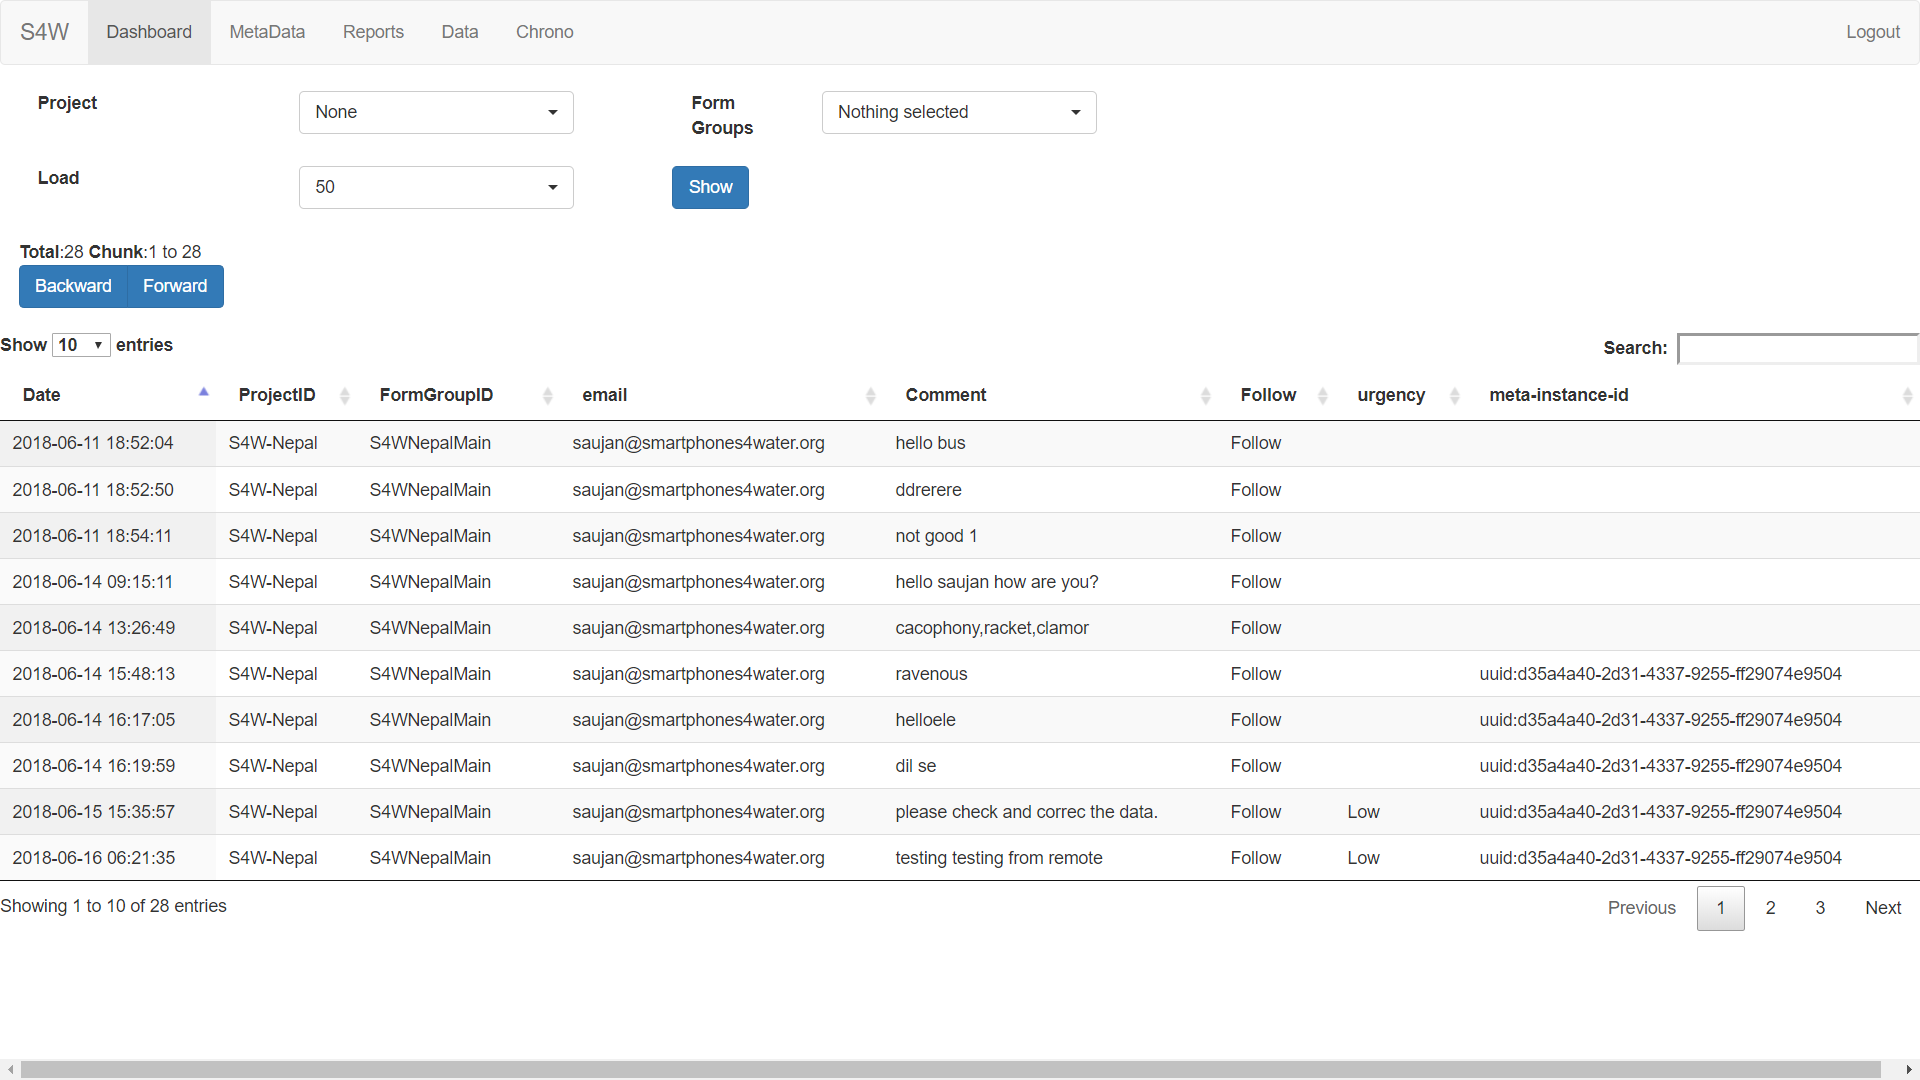 S4W Dashboard MetaData Reports Data Chrono Logout
Project None Form Groups Nothing selected
Load 50 Show
Total:28 Chunk:1 to 28
Backward Forward
Show 10 entries Search:
Date ProjectID FormGroupID email Comment Follow urgency meta-instance-id
2018-06-11 18:52:04 S4W-Nepal S4WNepalMain saujan@smartphones4water.org hello bus Follow
2018-06-11 18:52:50 S4W-Nepal S4WNepalMain saujan@smartphones4water.org ddrerere Follow
2018-06-11 18:54:11 S4W-Nepal S4WNepalMain saujan@smartphones4water.org not good 1 Follow
2018-06-14 09:15:11 S4W-Nepal S4WNepalMain saujan@smartphones4water.org hello saujan how are you? Follow
2018-06-14 13:26:49 S4W-Nepal S4WNepalMain saujan@smartphones4water.org cacophony,racket,clamor Follow
2018-06-14 15:48:13 S4W-Nepal S4WNepalMain saujan@smartphones4water.org ravenous Follow uuid:d35a4a40-2d31-4337-9255-ff29074e9504
2018-06-14 16:17:05 S4W-Nepal S4WNepalMain saujan@smartphones4water.org helloele Follow uuid:d35a4a40-2d31-4337-9255-ff29074e9504
2018-06-14 16:19:59 S4W-Nepal S4WNepalMain saujan@smartphones4water.org dil se Follow uuid:d35a4a40-2d31-4337-9255-ff29074e9504
2018-06-15 15:35:57 S4W-Nepal S4WNepalMain saujan@smartphones4water.org please check and correc the data. Follow Low uuid:d35a4a40-2d31-4337-9255-ff29074e9504
2018-06-16 06:21:35 S4W-Nepal S4WNepalMain saujan@smartphones4water.org testing testing from remote Follow Low uuid:d35a4a40-2d31-4337-9255-ff29074e9504
Showing 1 to 10 of 28 entries Previous 1 2 3 Next